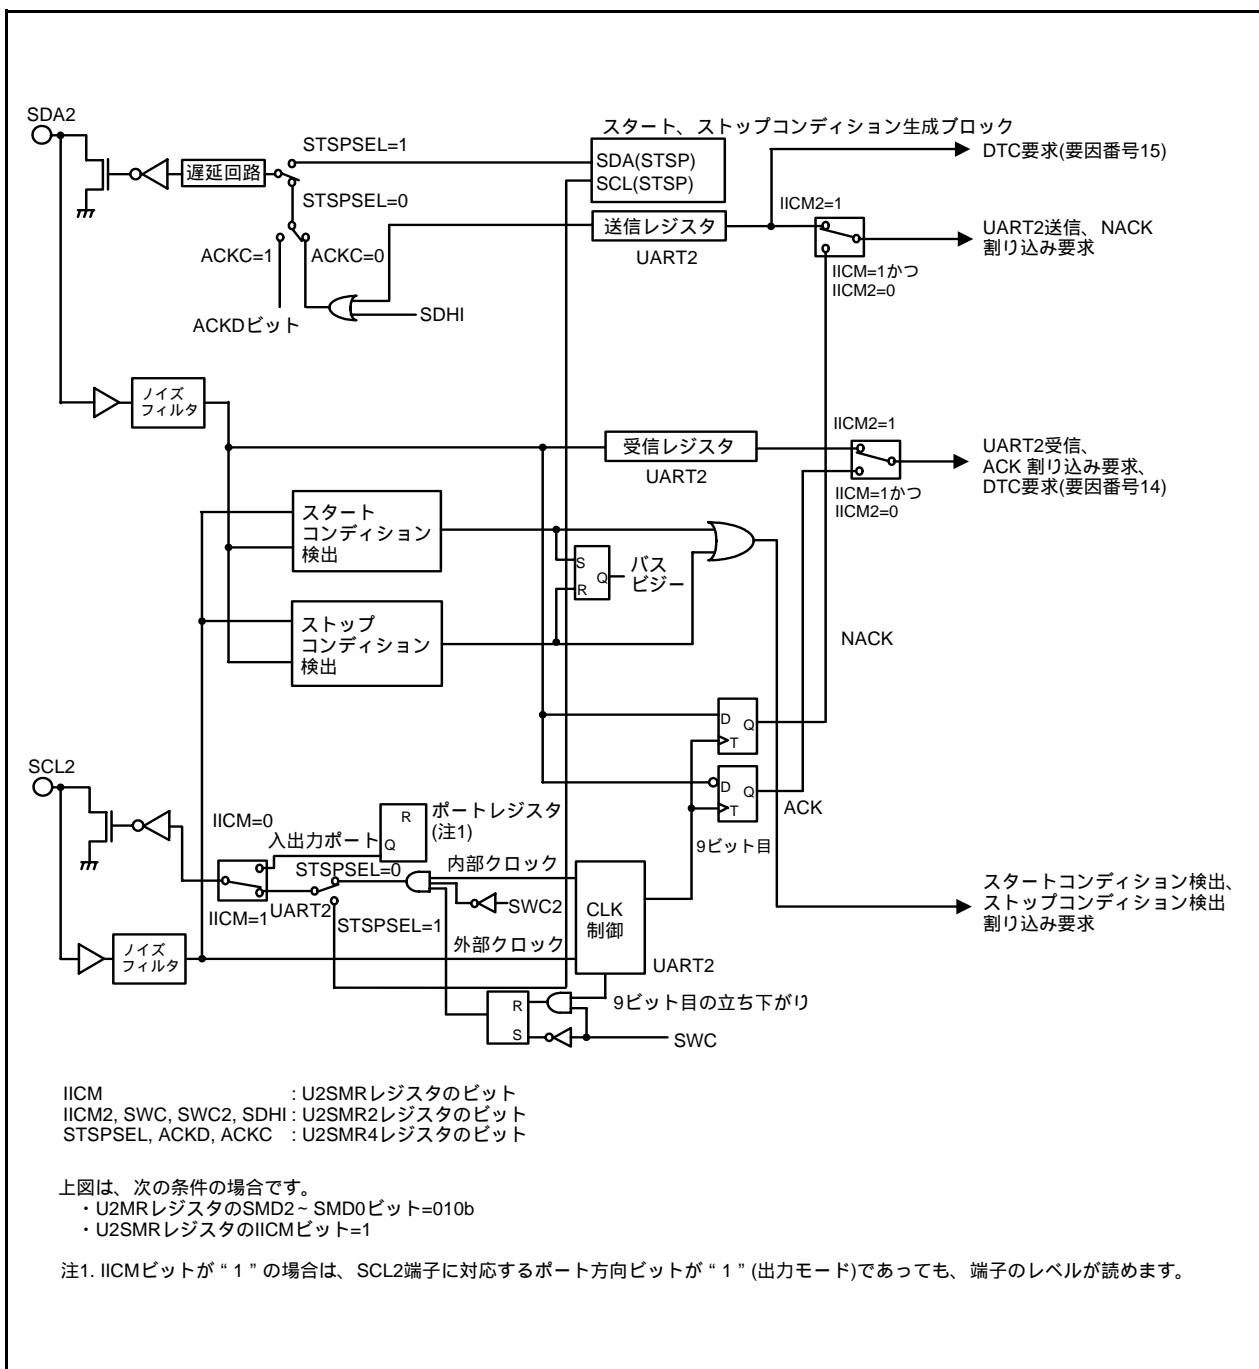 SDA2
スタート、ストップコンディション生成ブロック
STSPSEL=1
SDA(STSP)
SCL(STSP)
DTC要求(要因番号15)
遅延回路
STSPSEL=0
IICM2=1
送信レジスタ
UART2
UART2送信、NACK
割り込み要求
ACKC=1
ACKC=0
IICM=1かつ
IICM2=0
SDHI
ACKDビット
ノイズ
フィルタ
IICM2=1
受信レジスタ
UART2
UART2受信、
ACK 割り込み要求、
DTC要求(要因番号14)
IICM=1かつ
IICM2=0
スタート
コンディション
検出
S
R
Q
バス
ビジー
ストップ
コンディション
検出
NACK
D
Q
T
SCL2
D
Q
T
ACK
9ビット目
IICM=0
入出力ポート
R
Q
ポートレジスタ
(注1)
STSPSEL=0
内部クロック
IICM=1
UART2
SWC2
STSPSEL=1
CLK
制御
外部クロック
UART2
スタートコンディション検出、
ストップコンディション検出
割り込み要求
ノイズ
フィルタ
R
S
9ビット目の立ち下がり
SWC
IICM : U2SMRレジスタのビット
IICM2, SWC, SWC2, SDHI : U2SMR2レジスタのビット
STSPSEL, ACKD, ACKC : U2SMR4レジスタのビット
上図は、次の条件の場合です。
・U2MRレジスタのSMD2~SMD0ビット=010b
・U2SMRレジスタのIICMビット=1
注1. IICMビットが“1”の場合は、SCL2端子に対応するポート方向ビットが“1”(出力モード)であっても、端子のレベルが読めます。